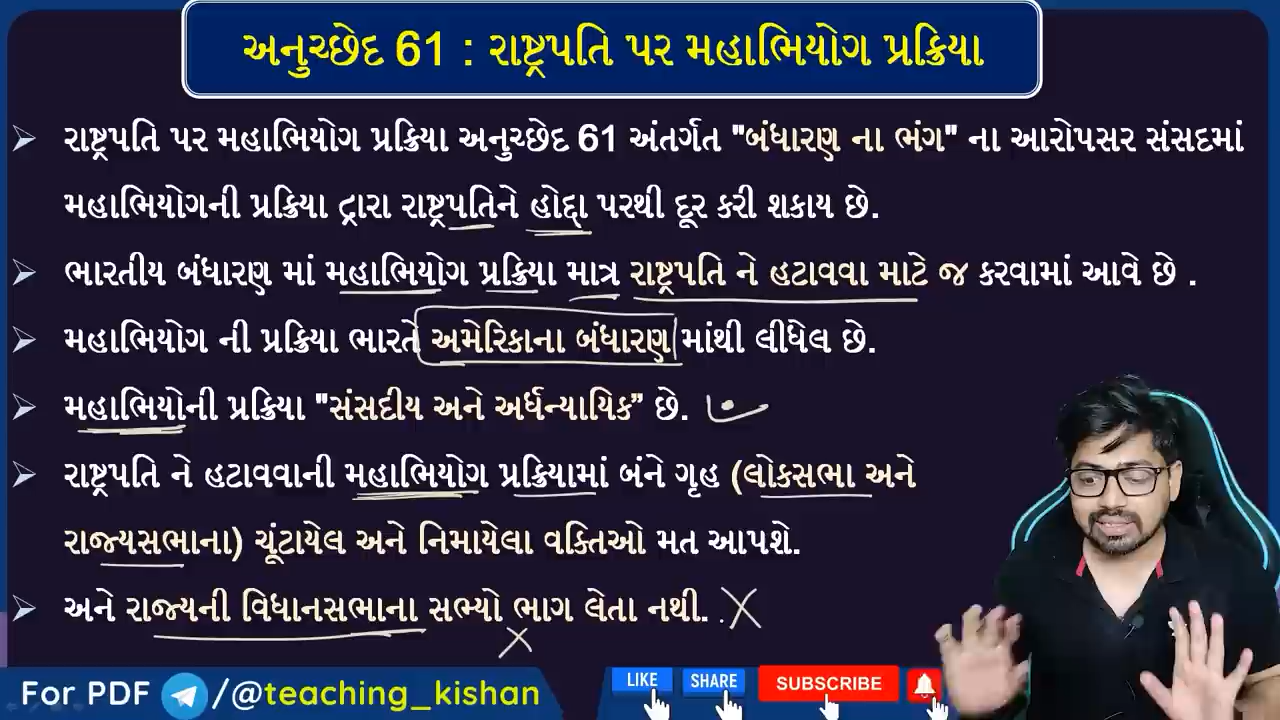 અનુચ્છેદ 61 : રાષ્ટ્રપતિ પર મહાભિયોગ પ્રક્રિયા
રાષ્ટ્રપતિ પર મહાભિયોગ પ્રક્રિયા અનુચ્છેદ 61 અંતર્ગત "બંધારણ ના ભંગ" ના આરોપસર સંસદમાં
મહાભિયોગની પ્રક્રિયા દ્વારા રાષ્ટ્રપતિને હોદ્દા પરથી દૂર કરી શકાય છે.
ભારતીય બંધારણ માં મહાભિયોગ પ્રક્રિયા માત્ર રાષ્ટ્રપતિ ને હટાવવા માટે જ કરવામાં આવે છે .
મહાભિયોગ ની પ્રક્રિયા ભારતે અમેરિકાના બંધારણ માંથી લીધેલ છે.
મહાભિયોની પ્રક્રિયા "સંસદીય અને અર્ધન્યાયિક” છે.
રાષ્ટ્રપતિ ને હટાવવાની મહાભિયોગ પ્રક્રિયામાં બંને ગૃહ (લોકસભા અને
રાજ્યસભાના) ચૂંટાયેલ અને નિમાયેલા વક્તિઓ મત આપશે.
અને રાજ્યની વિધાનસભાના સભ્યો ભાગ લેતા નથી.
For PDF /@teaching_kishan
LIKE SHARE SUBSCRIBE